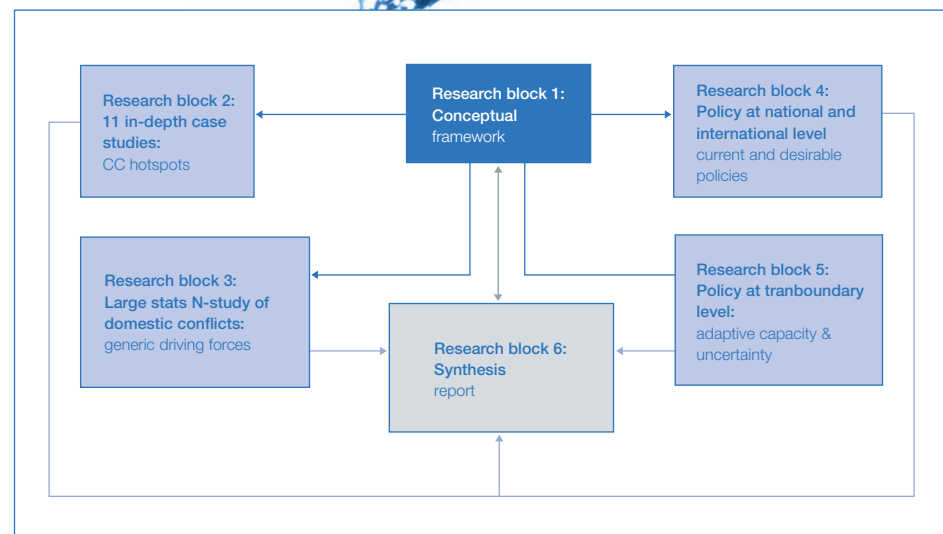 Research block 1:
Conceptual
framework
Research block 2:
11 in-depth case
studies:
CC hotspots
Research block 4:
Policy at national and
international level
current and desirable
policies
Research block 3:
Large stats N-study of
domestic conflicts:
generic driving forces
Research block 5:
Policy at tranboundary
level:
adaptive capacity &
uncertainty
Research block 6:
Synthesis
report